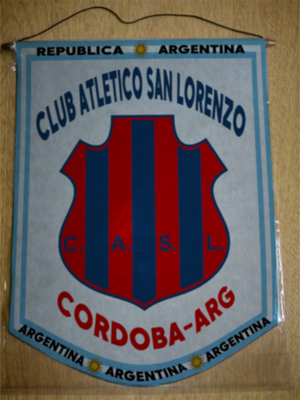 REPUBLICA ARGENTINA
CLUB ATLETICO SAN LORENZO
C. A. S. L.
CORDOBA-ARG
ARGENTINA ARGENTINA ARGENTINA